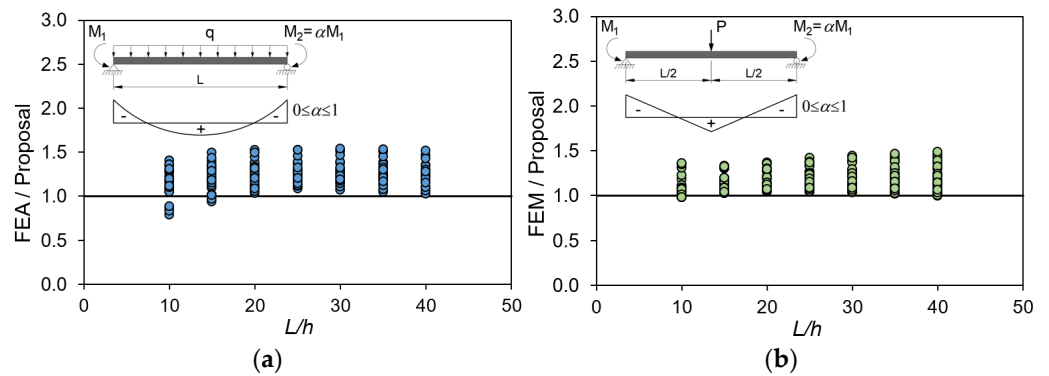 3.0
2.5
2.0
1.5
1.0
0.5
0.0
FEA / Proposal
M1
q
M2= αM1
L
-
+
-
0≤α≤1
0
10
20
30
40
50
L/h
(a)
3.0
2.5
2.0
1.5
1.0
0.5
0.0
FEM / Proposal
M1
P
M2= αM1
L/2
L/2
-
+
-
0≤α≤1
0
10
20
30
40
50
L/h
(b)